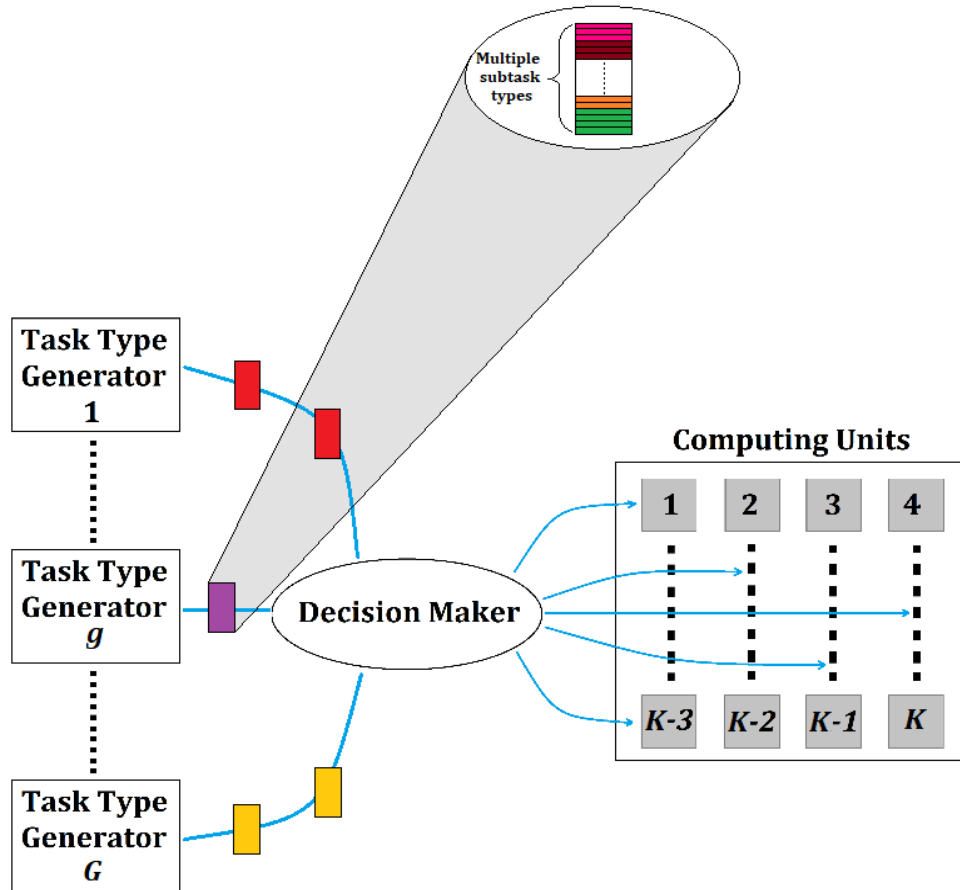 Multiple
subtask
types
Task Type
Generator
1
Task Type
Generator
g
Task Type
Generator
G
Decision Maker
Computing Units
1 2 3 4
K-3 K-2 K-1 K